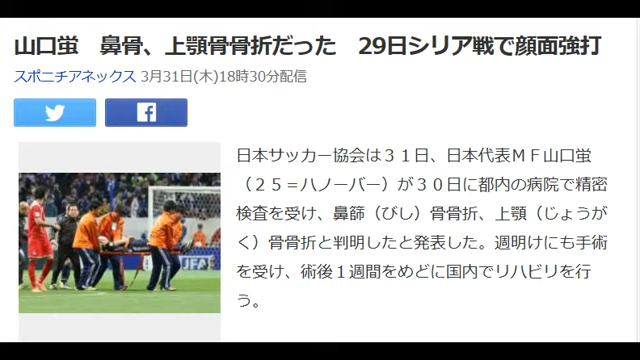 山口蛍　鼻骨、上顎骨骨折だった　29日シリア戦で顔面強打
スポニチアネックス 3月31日(木)18時30分配信
日本サッカー協会は３１日、日本代表ＭＦ山口蛍
（２５＝ハノーバー）が３０日に都内の病院で精密
検査を受け、鼻篩（びし）骨骨折、上顎（じょうが
く）骨骨折と判明したと発表した。週明けにも手術
を受け、術後１週間をめどに国内でリハビリを行
う。